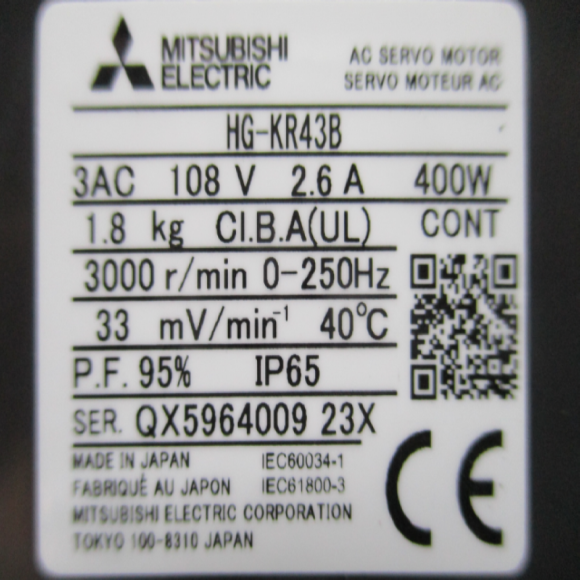 MITSUBISHI
ELECTRIC
AC SERVO MOTOR
SERVO MOTEUR AC
HG-KR43B
3AC 108 V 2.6 A 400W
1.8 kg CI.B.A(UL) CONT
3000 r/min 0-250Hz
33 mV/min⁻¹ 40℃
P.F. 95% IP65
SER. QX5964009 23X
MADE IN JAPAN IEC60034-1
FABRIQUÉ AU JAPON IEC61800-3
MITSUBISHI ELECTRIC CORPORATION
TOKYO 100-8310 JAPAN
CE